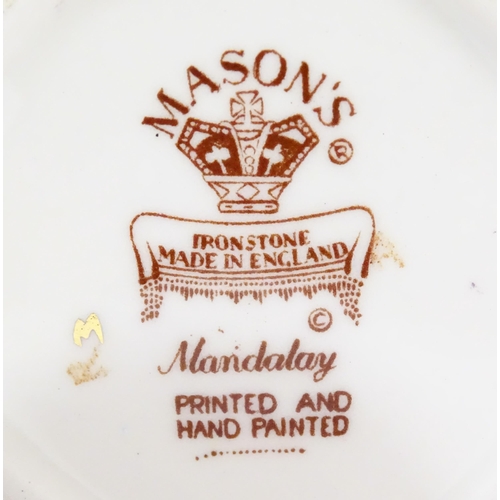 MASON'S
®
IRONSTONE
MADE IN ENGLAND
©
M
Mandalay
PRINTED AND
HAND PAINTED